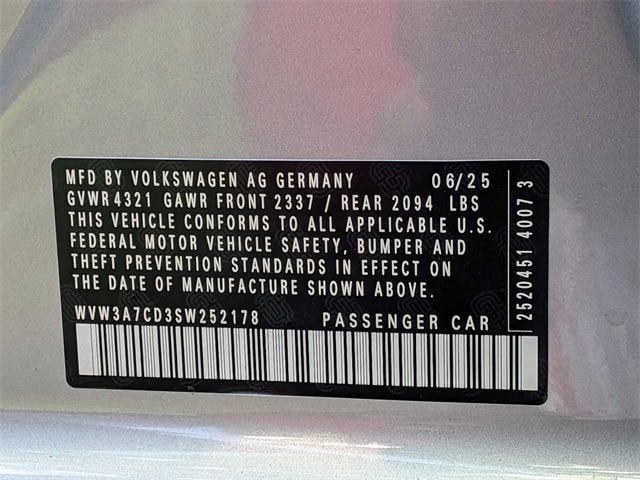 MFD BY VOLKSWAGEN AG GERMANY 06/25
GVWR 4321 GAWR FRONT 2337 / REAR 2094 LBS
THIS VEHICLE CONFORMS TO ALL APPLICABLE U.S.
FEDERAL MOTOR VEHICLE SAFETY, BUMPER AND
THEFT PREVENTION STANDARDS IN EFFECT ON
THE DATE OF MANUFACTURE SHOWN ABOVE.
WVW3A7CD3SW252178 PASSENGER CAR
2520451 4007 3